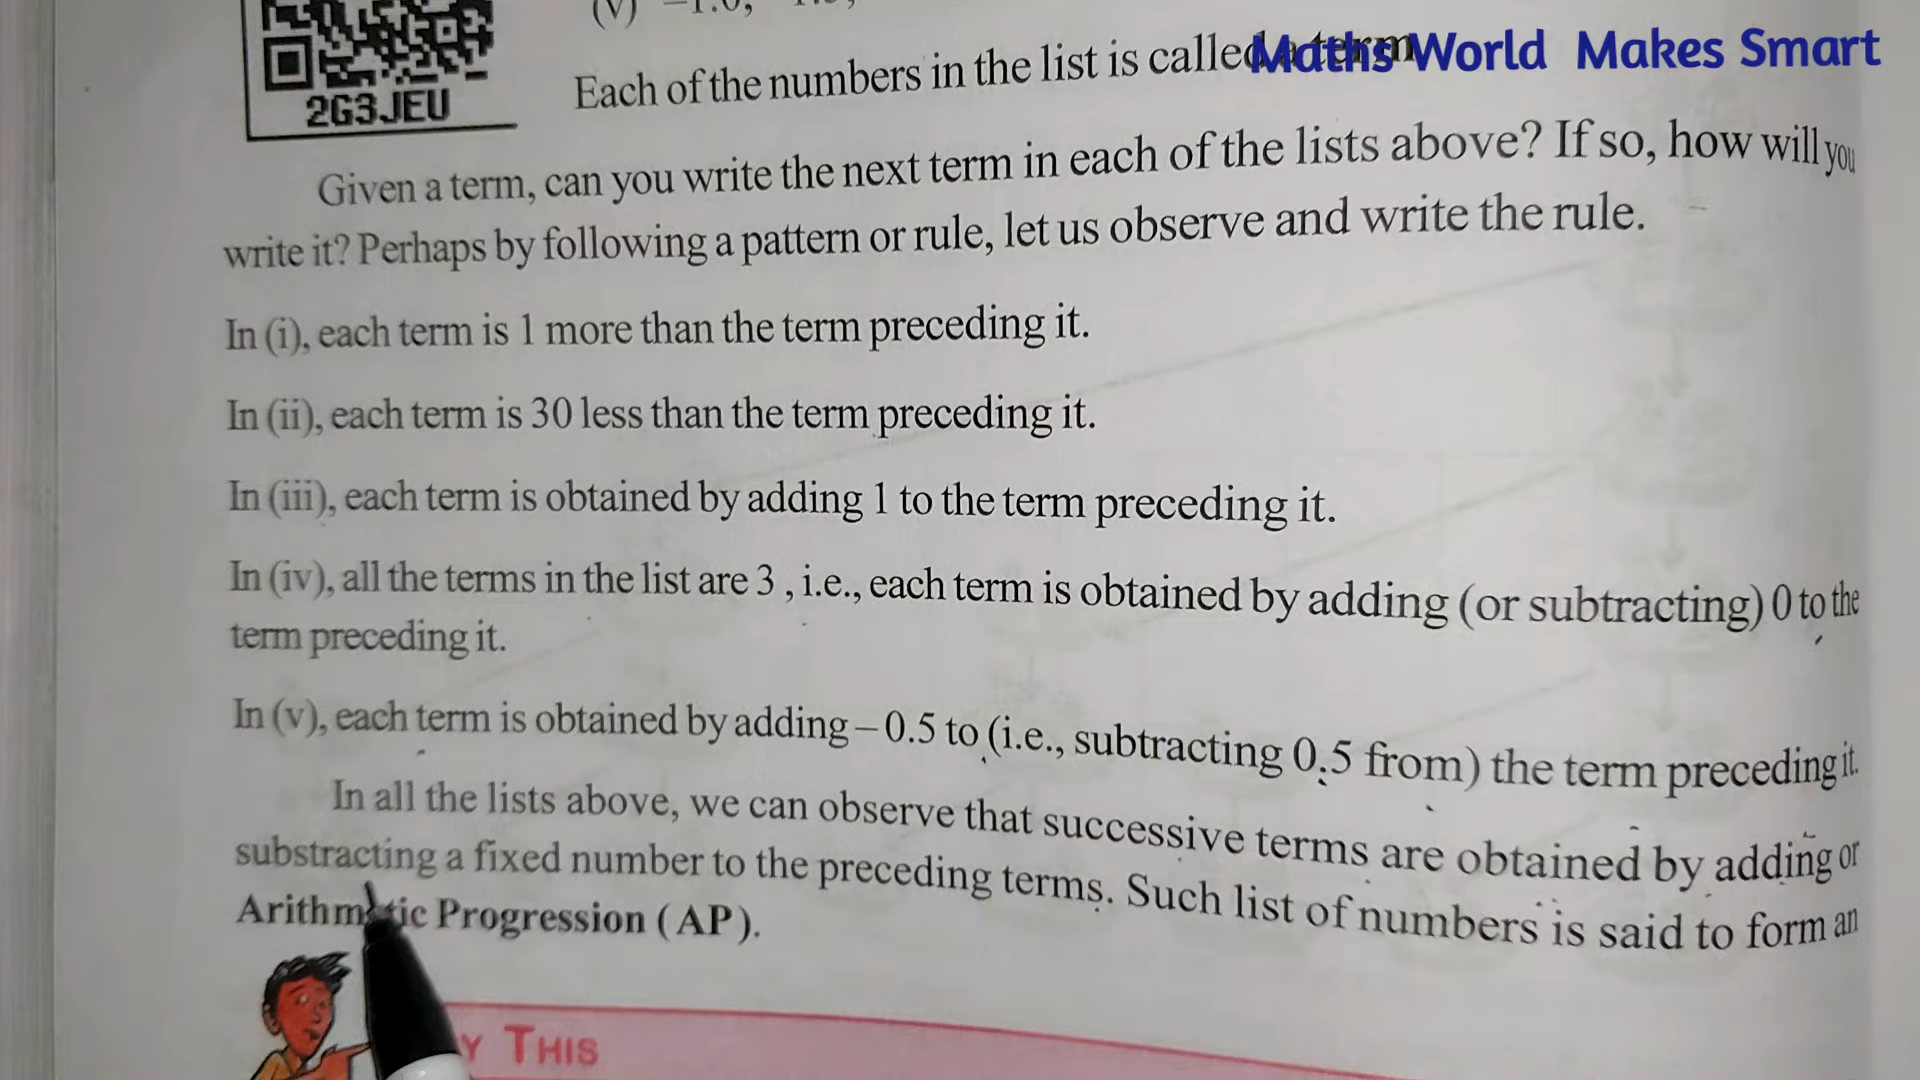 (v) –1.0,
Maths World Makes Smart
2G3JEU
Each of the numbers in the list is called a term
Given a term, can you write the next term in each of the lists above? If so, how will you
write it? Perhaps by following a pattern or rule, let us observe and write the rule.
In (i), each term is 1 more than the term preceding it.
In (ii), each term is 30 less than the term preceding it.
In (iii), each term is obtained by adding 1 to the term preceding it.
In (iv), all the terms in the list are 3 , i.e., each term is obtained by adding (or subtracting) 0 to the
term preceding it.
In (v), each term is obtained by adding – 0.5 to (i.e., subtracting 0.5 from) the term preceding it.
In all the lists above, we can observe that successive terms are obtained by adding or
substracting a fixed number to the preceding terms. Such list of numbers is said to form an
Arithmetic Progression ( AP ).
Y THIS